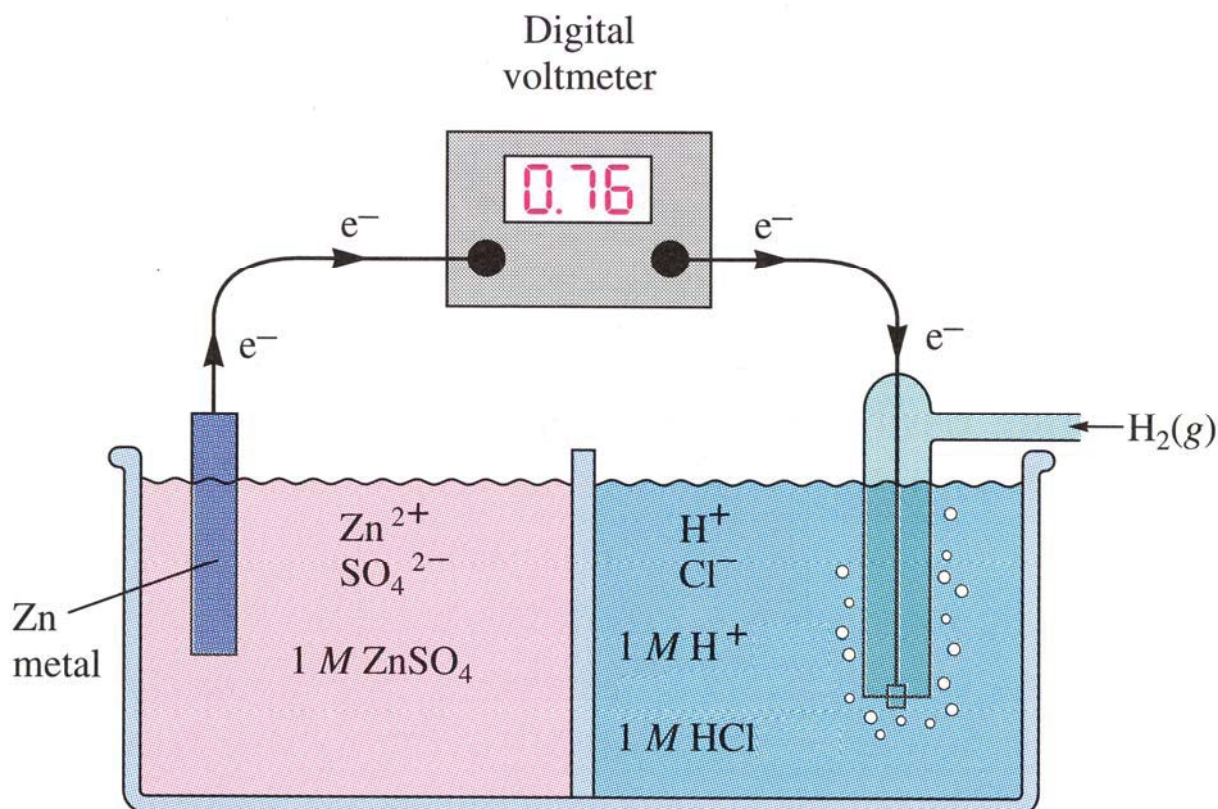 Digital
voltmeter
0.76
e⁻
e⁻
e⁻
e⁻
H₂(g)
Zn²⁺
SO₄²⁻
1 M ZnSO₄
H⁺
Cl⁻
1 M H⁺
1 M HCl
Zn
metal